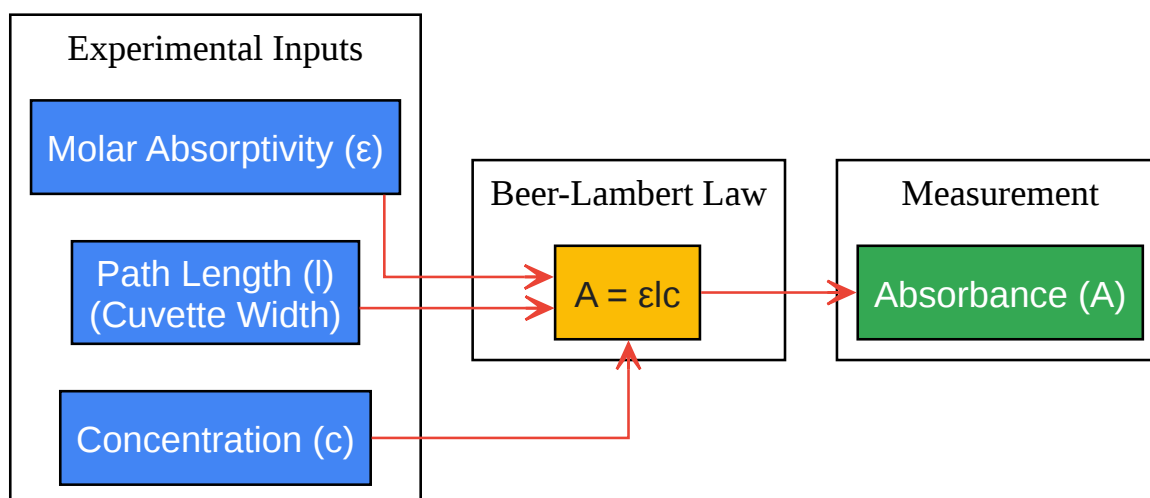 Experimental Inputs
Molar Absorptivity (ε)
Path Length (l)
(Cuvette Width)
Concentration (c)
Beer-Lambert Law
A = εlc
Measurement
Absorbance (A)